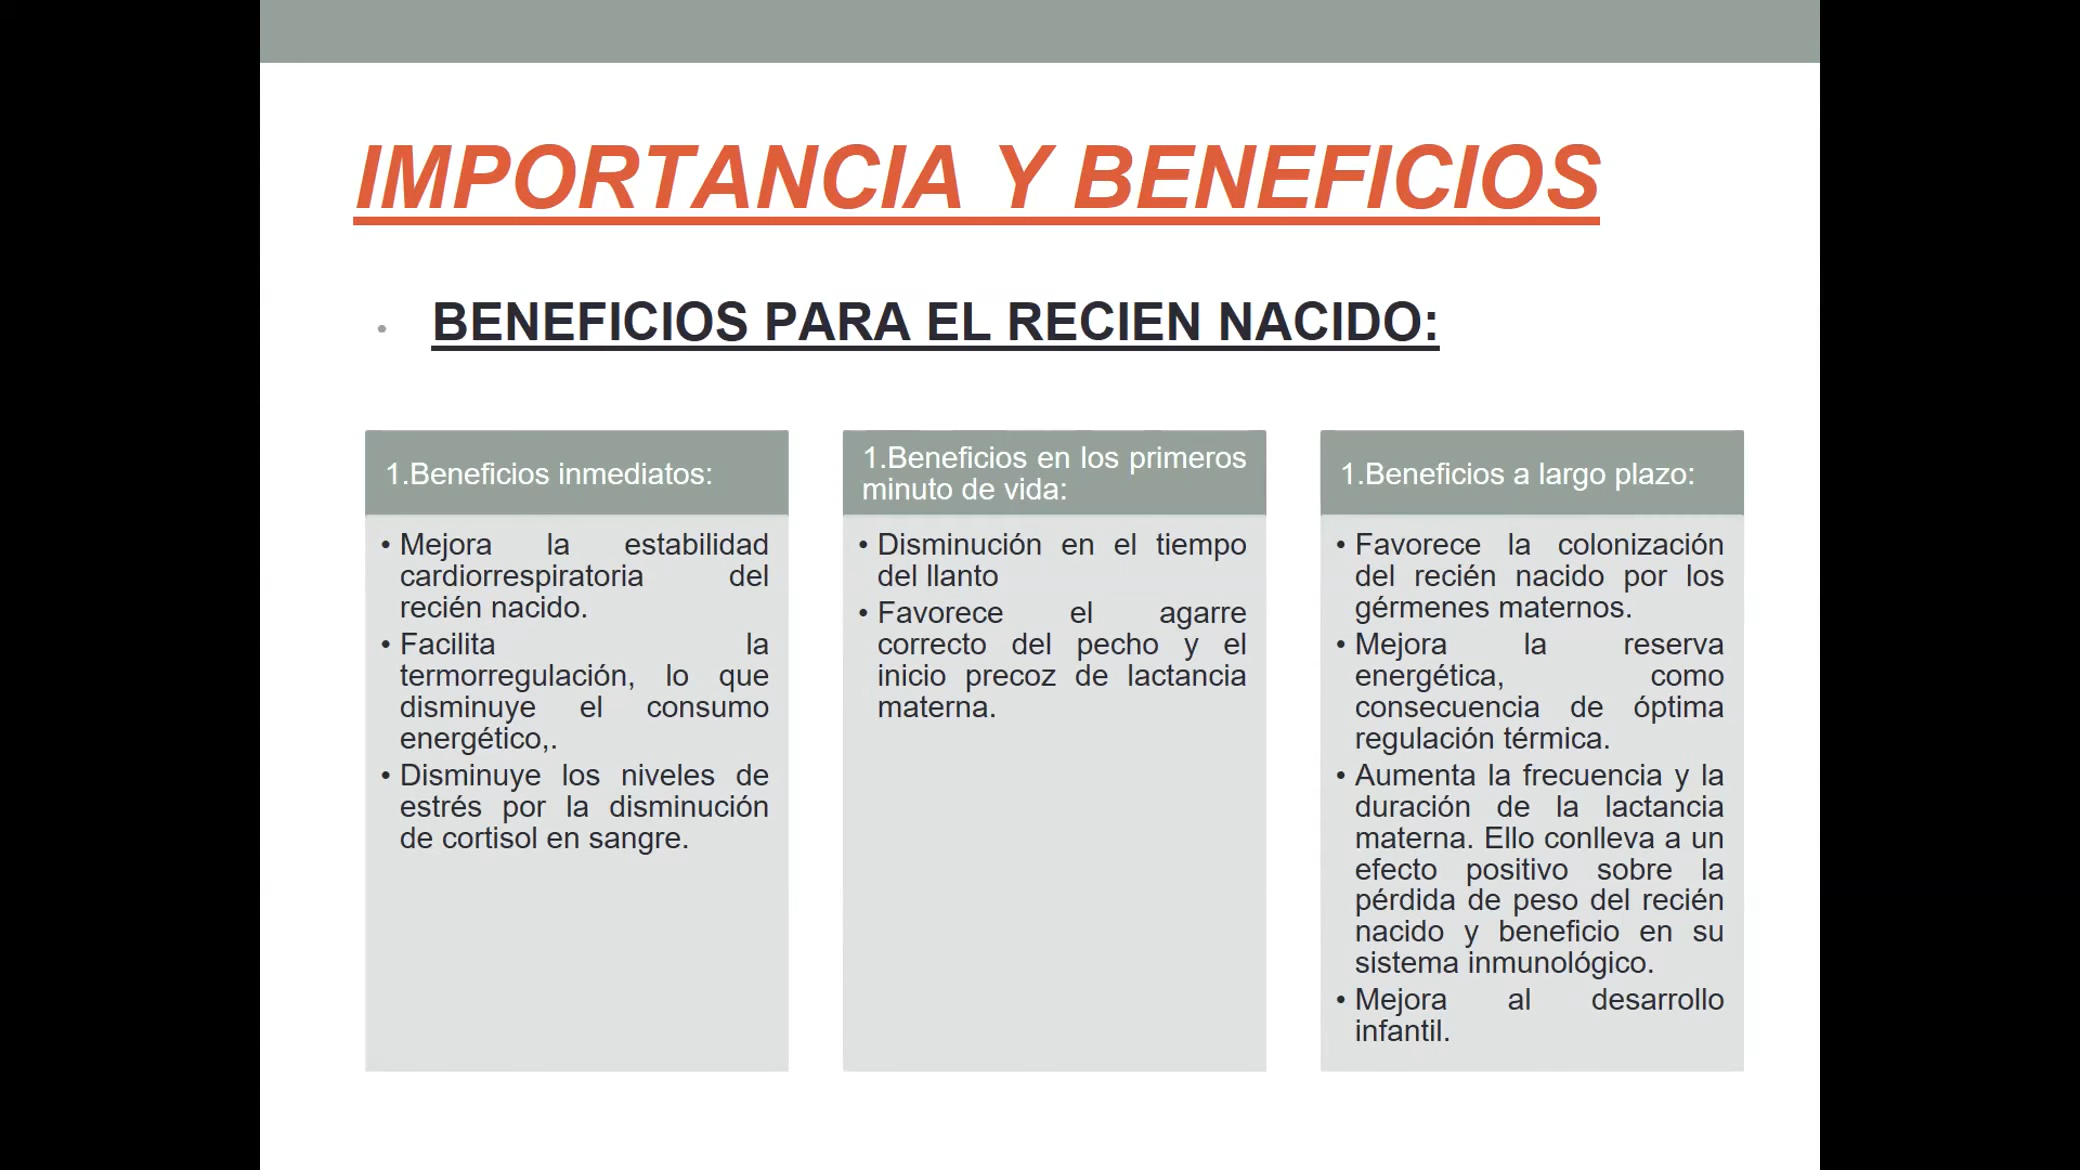 IMPORTANCIA Y BENEFICIOS
• BENEFICIOS PARA EL RECIEN NACIDO:
1.Beneficios inmediatos:
• Mejora la estabilidad
cardiorrespiratoria del
recién nacido.
• Facilita la
termorregulación, lo que
disminuye el consumo
energético,.
• Disminuye los niveles de
estrés por la disminución
de cortisol en sangre.
1.Beneficios en los primeros
minuto de vida:
• Disminución en el tiempo
del llanto
• Favorece el agarre
correcto del pecho y el
inicio precoz de lactancia
materna.
1.Beneficios a largo plazo:
• Favorece la colonización
del recién nacido por los
gérmenes maternos.
• Mejora la reserva
energética, como
consecuencia de óptima
regulación térmica.
• Aumenta la frecuencia y la
duración de la lactancia
materna. Ello conlleva a un
efecto positivo sobre la
pérdida de peso del recién
nacido y beneficio en su
sistema inmunológico.
• Mejora al desarrollo
infantil.